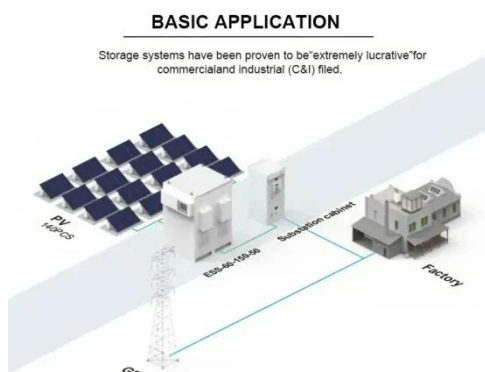 BASIC APPLICATION
Storage systems have been proven to be"extremely lucrative"for
commercialand industrial (C&I) filed.
PV
140PCS
ESS-60-150-50
Substation cabinet
Factory